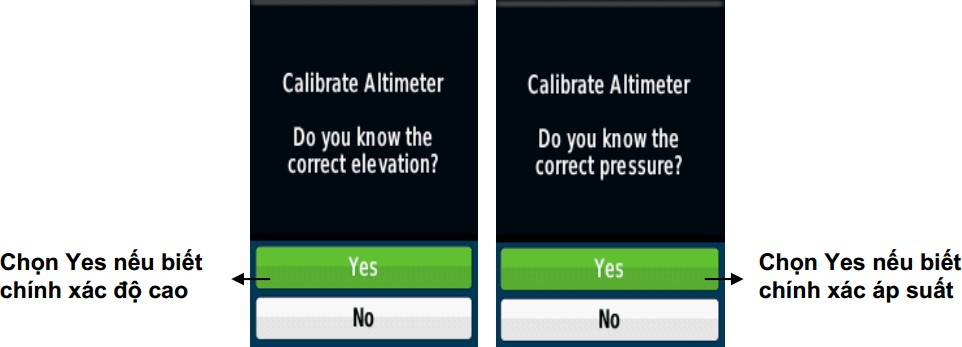 Calibrate Altimeter
Do you know the
correct elevation?
Yes
No
Chọn Yes nếu biết
chính xác độ cao
Calibrate Altimeter
Do you know the
correct pressure?
Yes
No
Chọn Yes nếu biết
chính xác áp suất